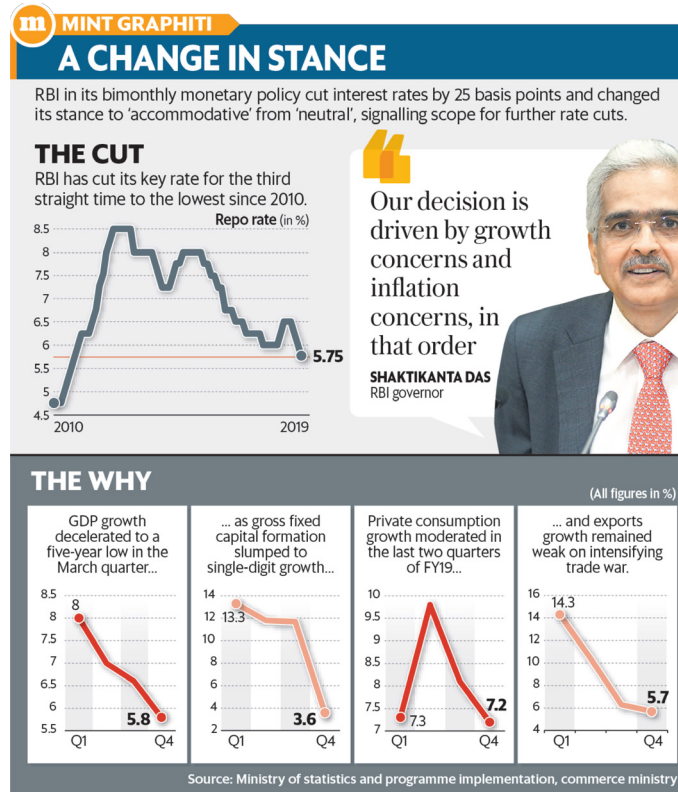 m MINT GRAPHITI
A CHANGE IN STANCE
RBI in its bimonthly monetary policy cut interest rates by 25 basis points and changed
its stance to ‘accommodative’ from ‘neutral’, signalling scope for further rate cuts.
THE CUT
RBI has cut its key rate for the third
straight time to the lowest since 2010.
Repo rate (in %)
8.5
8
7.5
7
6.5
6
5.5
5
4.5
5.75
2010 2019
“
Our decision is
driven by growth
concerns and
inflation
concerns, in
that order
SHAKTIKANTA DAS
RBI governor
THE WHY
(All figures in %)
GDP growth
decelerated to a
five-year low in the
March quarter...
8.5
8
7.5
7
6.5
6
5.5
8
5.8
Q1 Q4
... as gross fixed
capital formation
slumped to
single-digit growth...
14
12
10
8
6
4
2
13.3
3.6
Q1 Q4
Private consumption
growth moderated in
the last two quarters
of FY19...
10
9.5
9
8.5
8
7.5
7
7.3
7.2
Q1 Q4
... and exports
growth remained
weak on intensifying
trade war.
16
14
12
10
8
6
4
14.3
5.7
Q1 Q4
Source: Ministry of statistics and programme implementation, commerce ministry